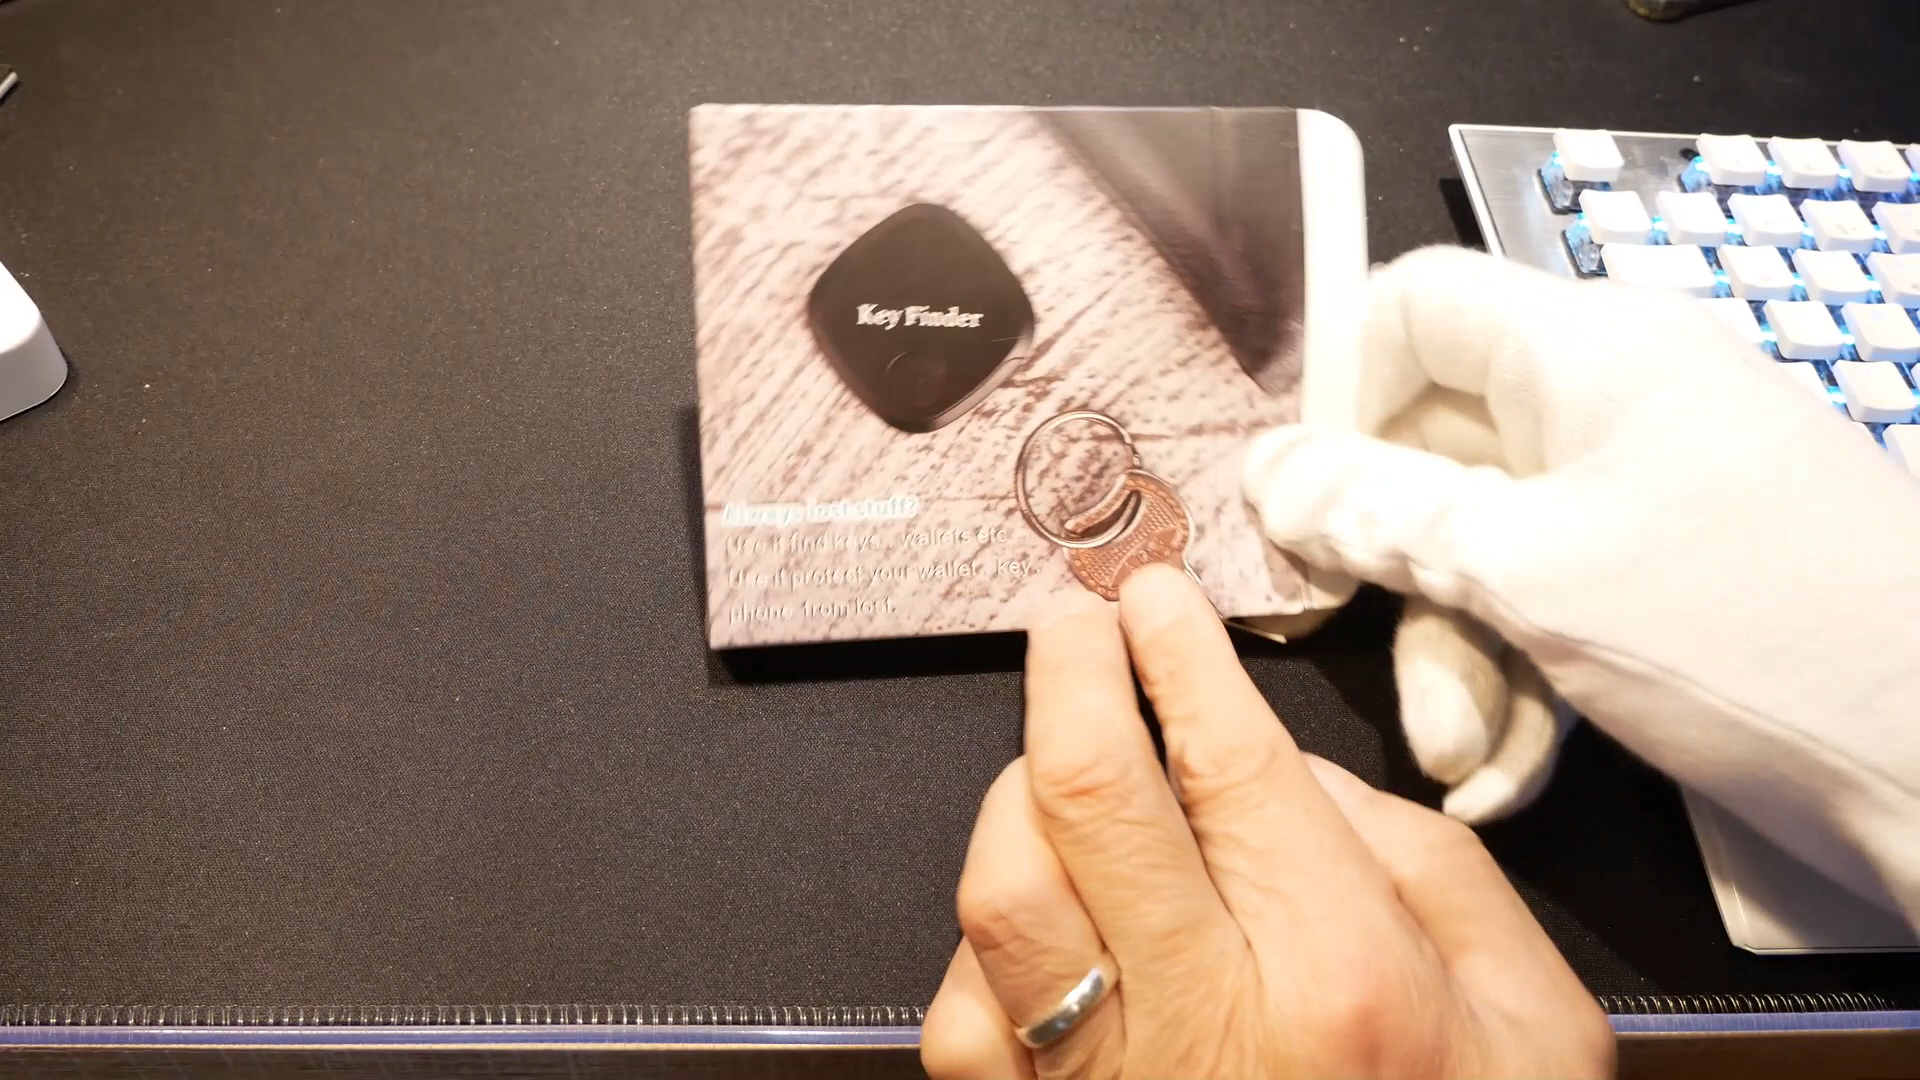 Key Finder
Always lost stuff?
Use it find keys, wallets etc
Use it protect your wallet, key,
phone from lost.